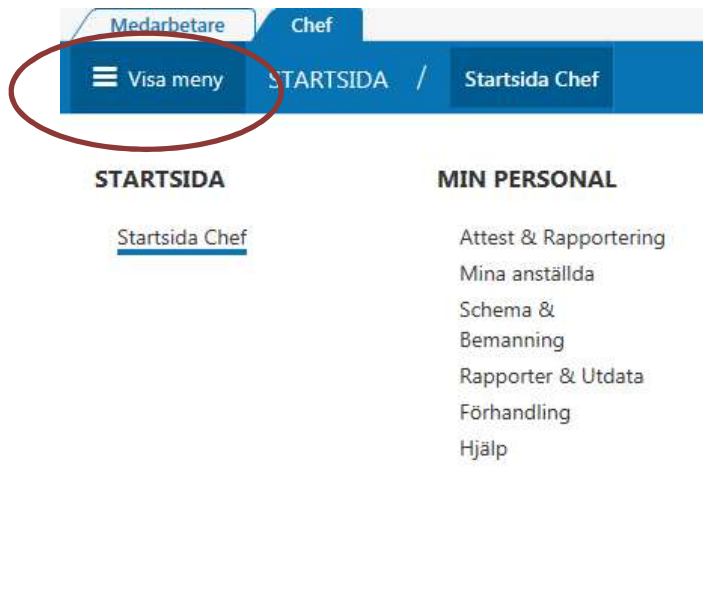 Medarbetare Chef
Visa meny STARTSIDA / Startsida Chef
STARTSIDA
Startsida Chef
MIN PERSONAL
Attest & Rapportering
Mina anställda
Schema &
Bemanning
Rapporter & Utdata
Förhandling
Hjälp